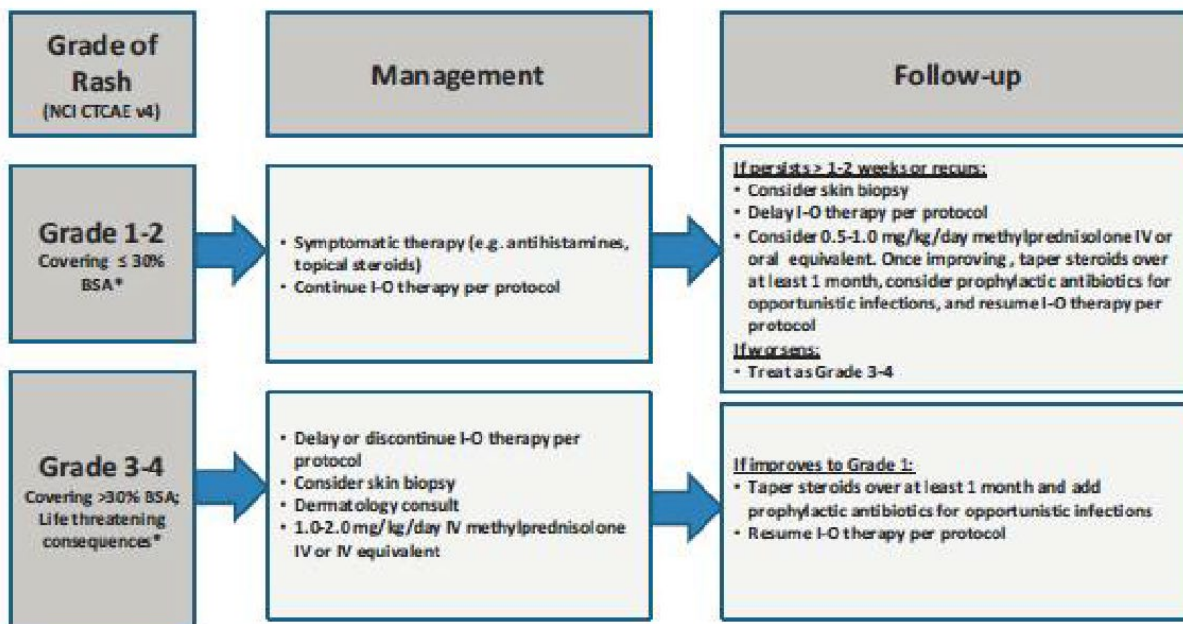 Grade of
Rash
(NCI CTCAE v4)
Management
Follow-up
Grade 1-2
Covering ≤ 30%
BSA*
• Symptomatic therapy (e.g. antihistamines,
topical steroids)
• Continue I-O therapy per protocol
If persists > 1-2 weeks or recurs:
• Consider skin biopsy
• Delay I-O therapy per protocol
• Consider 0.5-1.0 mg/kg/day methylprednisolone IV or
oral equivalent. Once improving, taper steroids over
at least 1 month, consider prophylactic antibiotics for
opportunistic infections, and resume I-O therapy per
protocol
If worsens:
• Treat as Grade 3-4
Grade 3-4
Covering >30% BSA;
Life threatening
consequences*
• Delay or discontinue I-O therapy per
protocol
• Consider skin biopsy
• Dermatology consult
• 1.0-2.0 mg/kg/day IV methylprednisolone
IV or IV equivalent
If improves to Grade 1:
• Taper steroids over at least 1 month and add
prophylactic antibiotics for opportunistic infections
• Resume I-O therapy per protocol